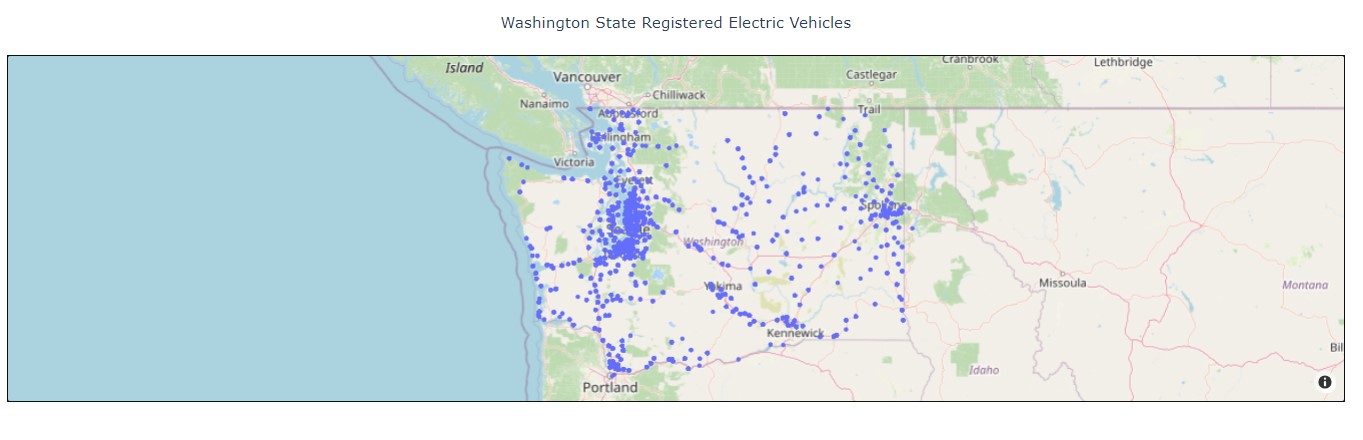 Washington State Registered Electric Vehicles
Island
Vancouver
Castlegar
Cranbrook
Lethbridge
Nanaimo
Chilliwack
Abbotsford
Trail
Bellingham
Victoria
Everett
Spokane
Seattle
Washington
Yakima
Missoula
Montana
Kennewick
Bil
Idaho
Portland